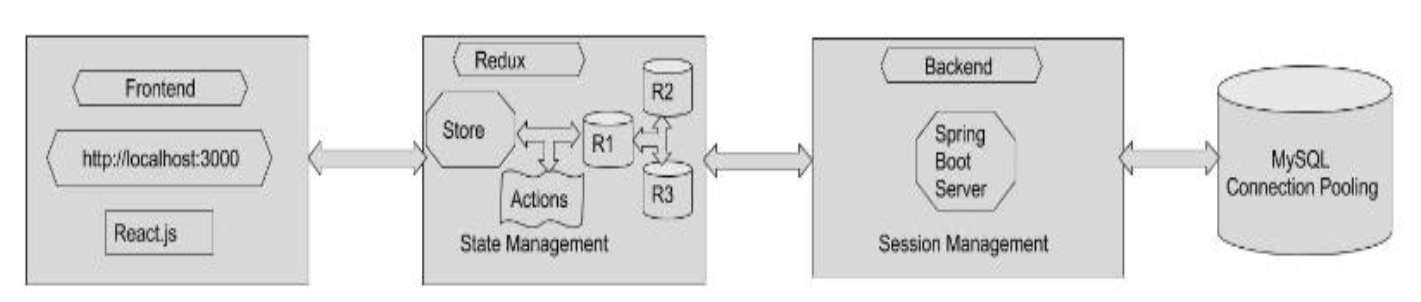 Frontend
http://localhost:3000
React.js
Redux
Store
R1
R2
R3
Actions
State Management
Backend
Spring
Boot
Server
Session Management
MySQL
Connection Pooling